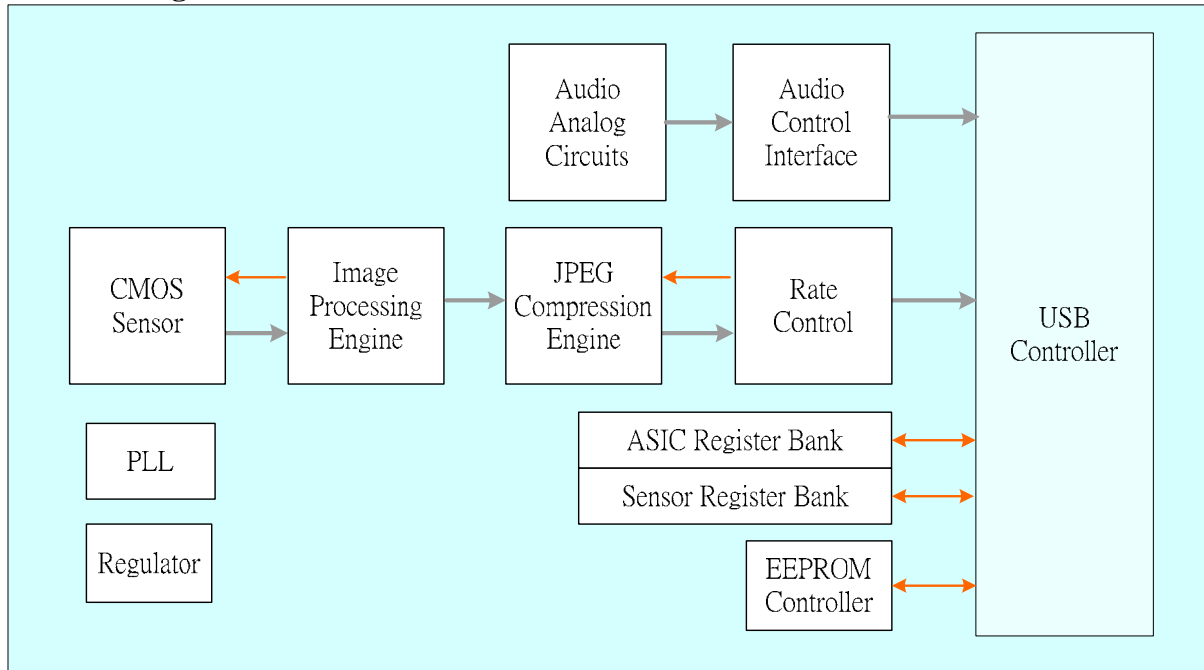 Audio
Analog
Circuits
Audio
Control
Interface
CMOS
Sensor
Image
Processing
Engine
JPEG
Compression
Engine
Rate
Control
USB
Controller
PLL
ASIC Register Bank
Sensor Register Bank
Regulator
EEPROM
Controller